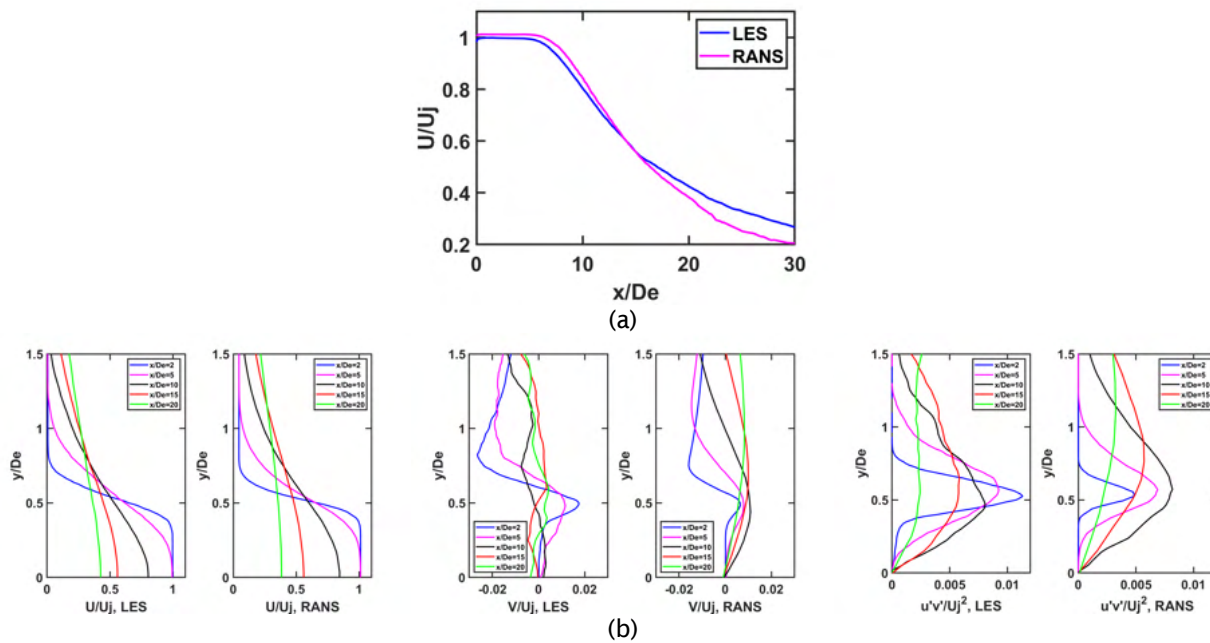 LES
RANS
1
0.8
0.6
0.4
0.2
U/Uj
0 10 20 30
x/De
(a)
1.5
1
0.5
0
y/De
x/De=2
x/De=5
x/De=10
x/De=15
x/De=20
0 0.5 1
U/Uj, LES
1.5
1
0.5
0
y/De
x/De=2
x/De=5
x/De=10
x/De=15
x/De=20
0 0.5 1
U/Uj, RANS
1.5
1
0.5
0
y/De
x/De=2
x/De=5
x/De=10
x/De=15
x/De=20
-0.02 0 0.02
V/Uj, LES
1.5
1
0.5
0
y/De
x/De=2
x/De=5
x/De=10
x/De=15
x/De=20
-0.02 0 0.02
V/Uj, RANS
1.5
1
0.5
0
y/De
x/De=2
x/De=5
x/De=10
x/De=15
x/De=20
0 0.005 0.01
u'v'/Uj², LES
1.5
1
0.5
0
y/De
x/De=2
x/De=5
x/De=10
x/De=15
x/De=20
0 0.005 0.01
u'v'/Uj², RANS
(b)